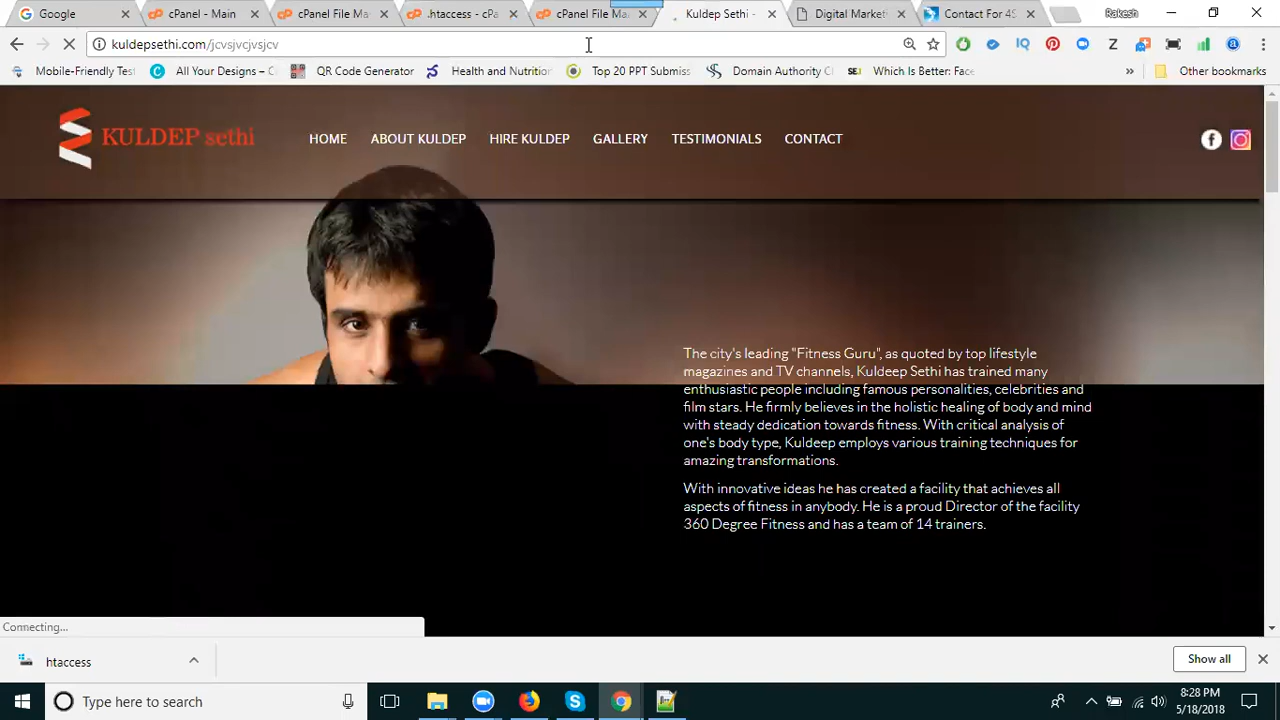 Google
cPanel - Main
cPanel File Ma
.htaccess - cPa
cPanel File Ma
Kuldep Sethi -
Digital Market
Contact For 4S
Rakesh
kuldepsethi.com/jcvsjvcjvsjcv
Mobile-Friendly Test
All Your Designs – C
QR Code Generator
Health and Nutrition
Top 20 PPT Submiss
Domain Authority C
Which Is Better: Face
»
Other bookmarks
KULDEP sethi
HOME
ABOUT KULDEP
HIRE KULDEP
GALLERY
TESTIMONIALS
CONTACT
The city's leading "Fitness Guru", as quoted by top lifestyle
magazines and TV channels, Kuldeep Sethi has trained many
enthusiastic people including famous personalities, celebrities and
film stars. He firmly believes in the holistic healing of body and mind
with steady dedication towards fitness. With critical analysis of
one's body type, Kuldeep employs various training techniques for
amazing transformations.
With innovative ideas he has created a facility that achieves all
aspects of fitness in anybody. He is a proud Director of the facility
360 Degree Fitness and has a team of 14 trainers.
Connecting...
htaccess
Show all
Type here to search
8:28 PM
5/18/2018